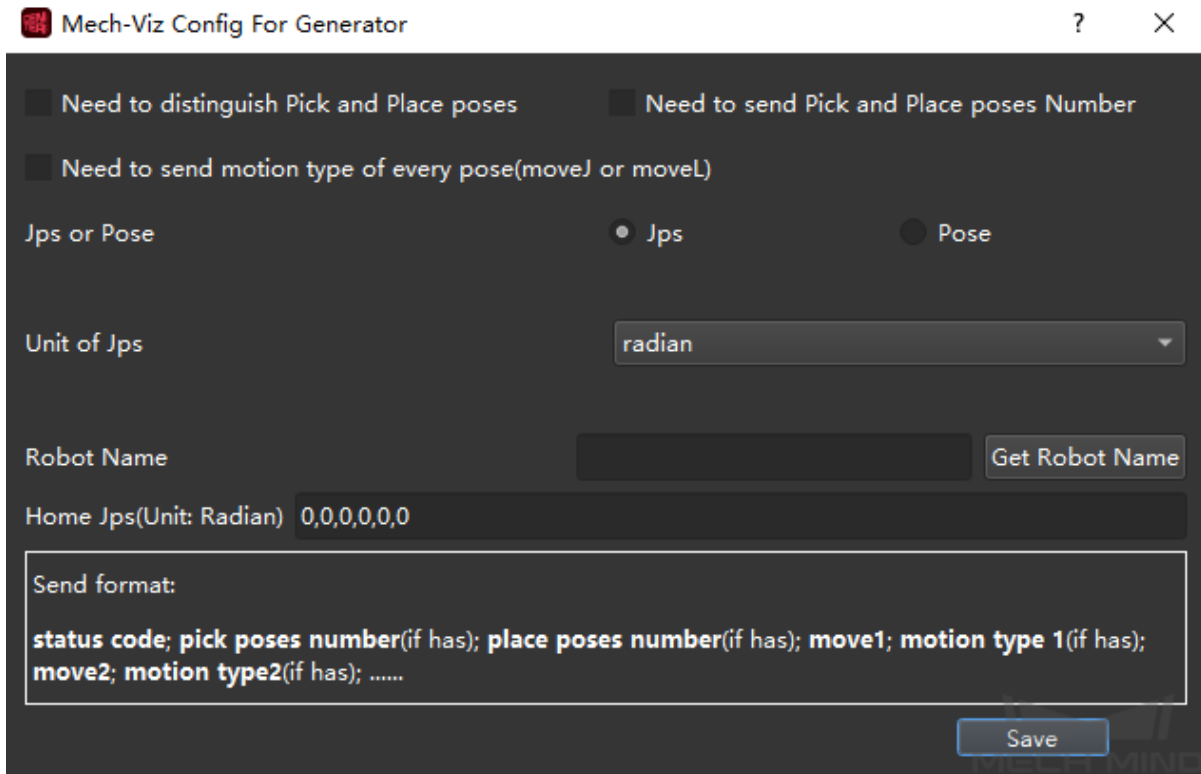 Mech-Viz Config For Generator
Need to distinguish Pick and Place poses
Need to send Pick and Place poses Number
Need to send motion type of every pose(moveJ or moveL)
Jps or Pose
Jps
Pose
Unit of Jps
radian
Robot Name
Get Robot Name
Home Jps(Unit: Radian)
0,0,0,0,0,0
Send format:
status code; pick poses number(if has); place poses number(if has); move1; motion type 1(if has);
move2; motion type2(if has); ......
Save
MECH MIND